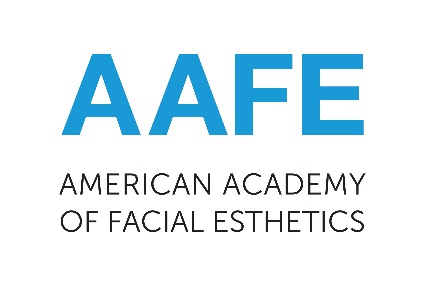 AAFE
AMERICAN ACADEMY
OF FACIAL ESTHETICS